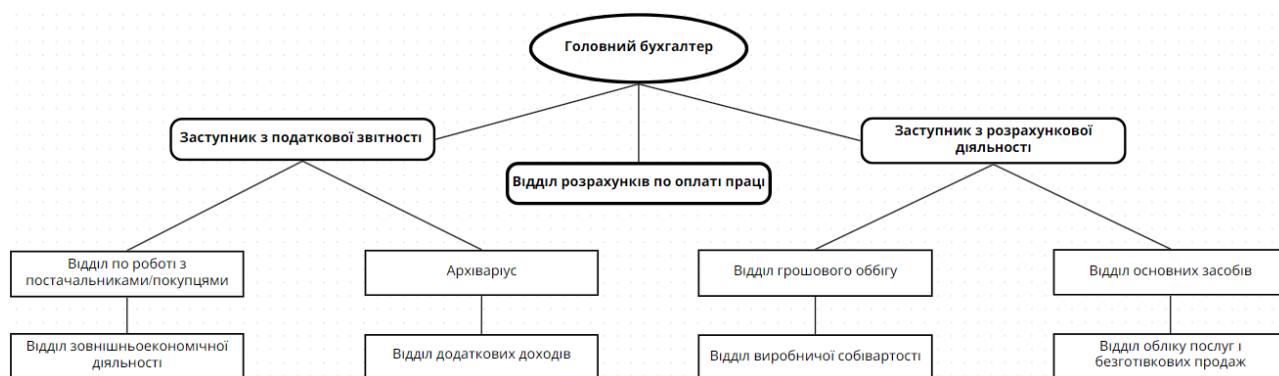 Головний бухгалтер
Заступник з податкової звітності
Заступник з розрахункової
діяльності
Відділ розрахунків по оплаті праці
Відділ по роботі з
постачальниками/покупцями
Архіваріус
Відділ грошового оббігу
Відділ основних засобів
Відділ зовнішньоекономічної
діяльності
Відділ додаткових доходів
Відділ виробничої собівартості
Відділ обліку послуг і
безготівкових продаж